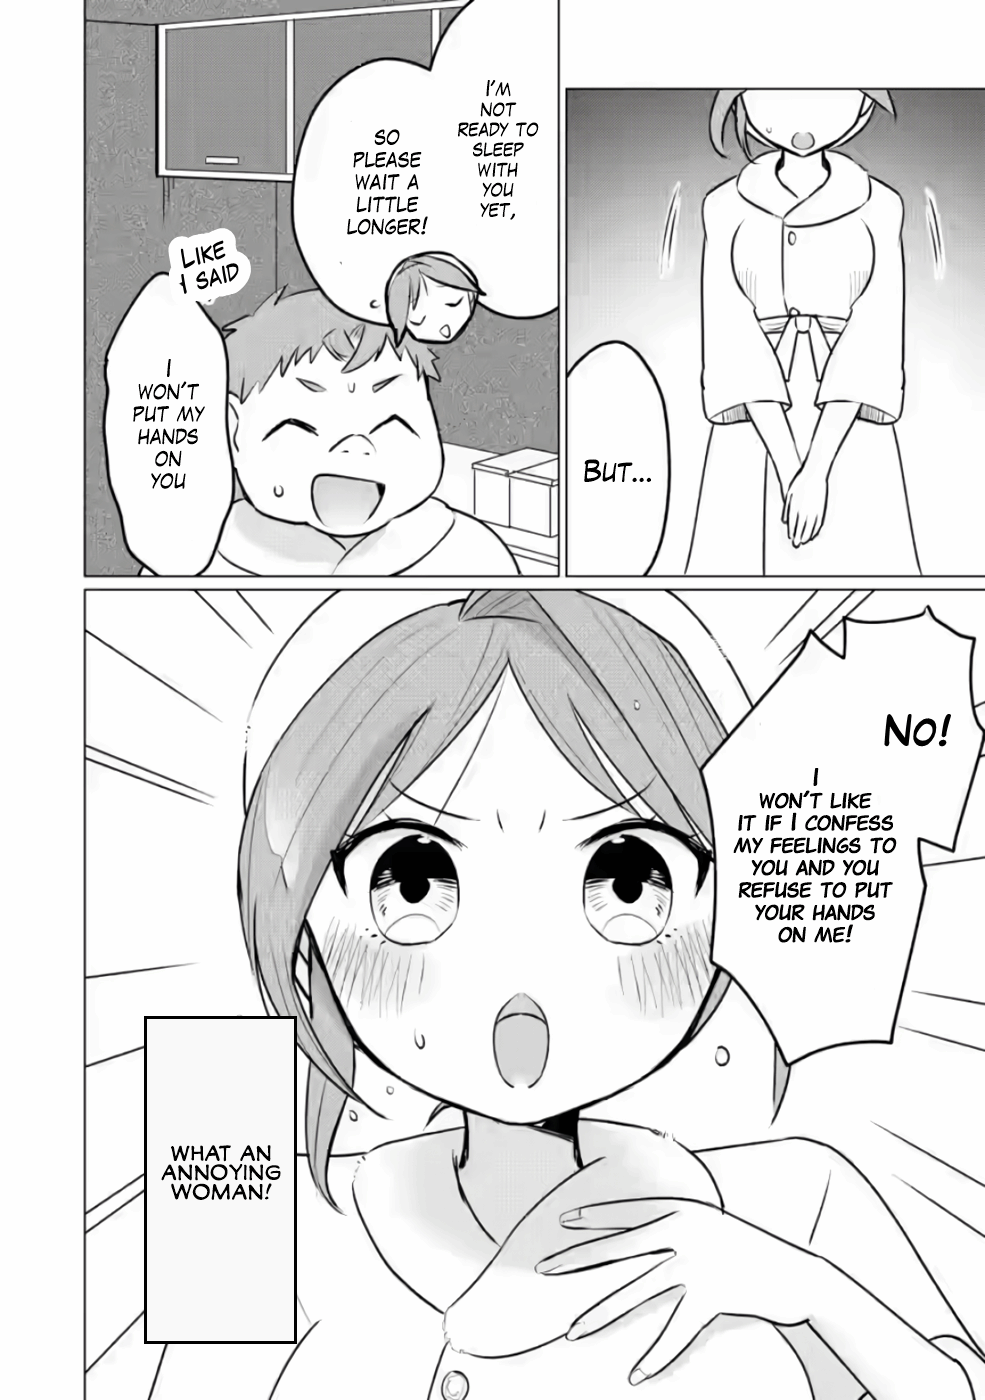 BUT...
I'M
NOT
READY TO
SLEEP
WITH
YOU
YET,
SO
PLEASE
WAIT A
LITTLE
LONGER!
LIKE
I SAID
I
WON'T
PUT MY
HANDS
ON
YOU
NO!
I
WON'T LIKE
IT IF I CONFESS
MY FEELINGS TO
YOU AND YOU
REFUSE TO PUT
YOUR HANDS
ON ME!
WHAT AN
ANNOYING
WOMAN!